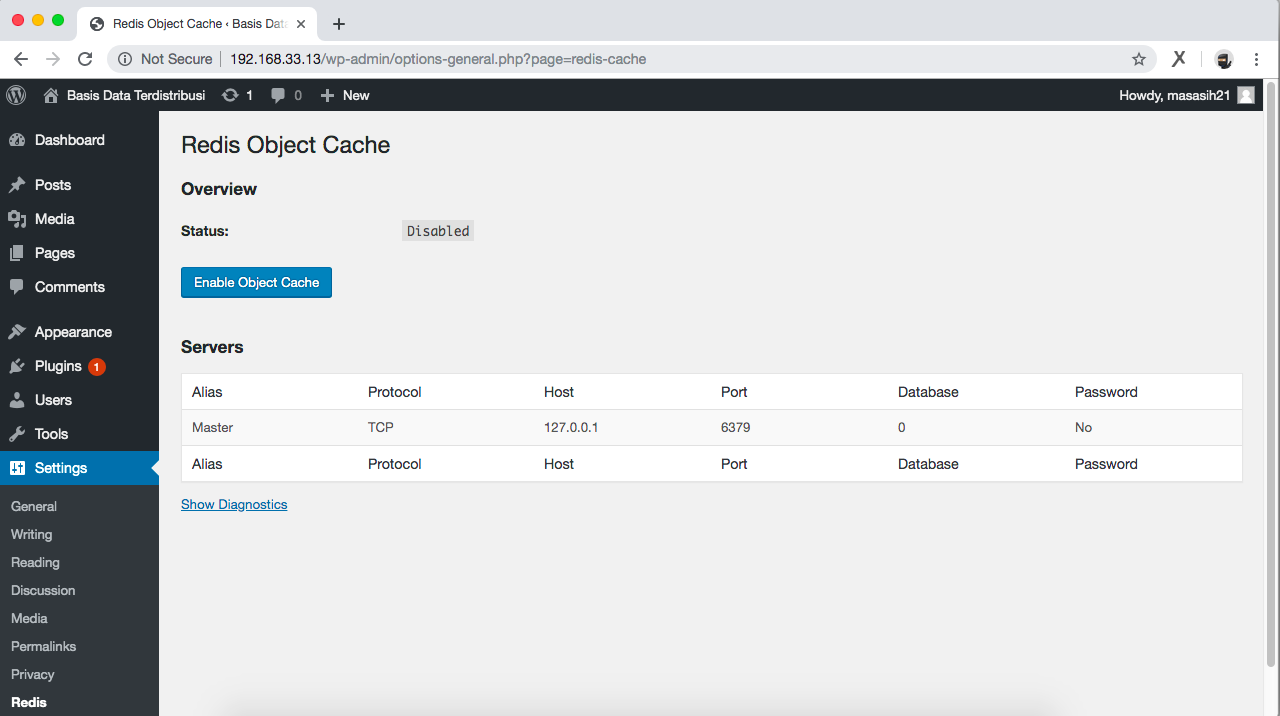 Redis Object Cache ‹ Basis Dat
Not Secure 192.168.33.13/wp-admin/options-general.php?page=redis-cache
Basis Data Terdistribusi 1 0 New Howdy, masasih21
Dashboard
Posts
Media
Pages
Comments
Appearance
Plugins 1
Users
Tools
Settings
General
Writing
Reading
Discussion
Media
Permalinks
Privacy
Redis
Redis Object Cache
Overview
Status: Disabled
Enable Object Cache
Servers
Alias Protocol Host Port Database Password
Master TCP 127.0.0.1 6379 0 No
Alias Protocol Host Port Database Password
Show Diagnostics